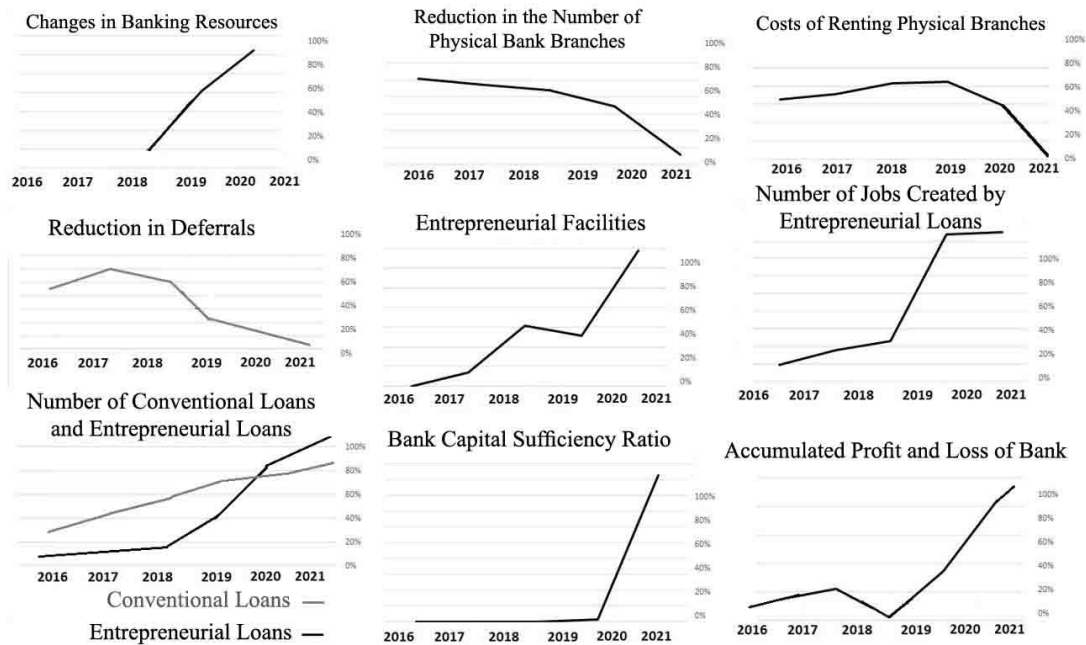 Changes in Banking Resources
100%
80%
60%
40%
20%
0%
2016 2017 2018 2019 2020 2021
Reduction in the Number of
Physical Bank Branches
100%
80%
60%
40%
20%
0%
2016 2017 2018 2019 2020 2021
Costs of Renting Physical Branches
100%
80%
60%
40%
20%
0%
2016 2017 2018 2019 2020 2021
Reduction in Deferrals
100%
80%
60%
40%
20%
0%
2016 2017 2018 2019 2020 2021
Entrepreneurial Facilities
100%
80%
60%
40%
20%
0%
2016 2017 2018 2019 2020 2021
Number of Jobs Created by
Entrepreneurial Loans
100%
80%
60%
40%
20%
0%
2016 2017 2018 2019 2020 2021
Number of Conventional Loans
and Entrepreneurial Loans
100%
80%
60%
40%
20%
0%
2016 2017 2018 2019 2020 2021
Conventional Loans
Entrepreneurial Loans
Bank Capital Sufficiency Ratio
100%
80%
60%
40%
20%
0%
2016 2017 2018 2019 2020 2021
Accumulated Profit and Loss of Bank
100%
80%
60%
40%
20%
0%
2016 2017 2018 2019 2020 2021